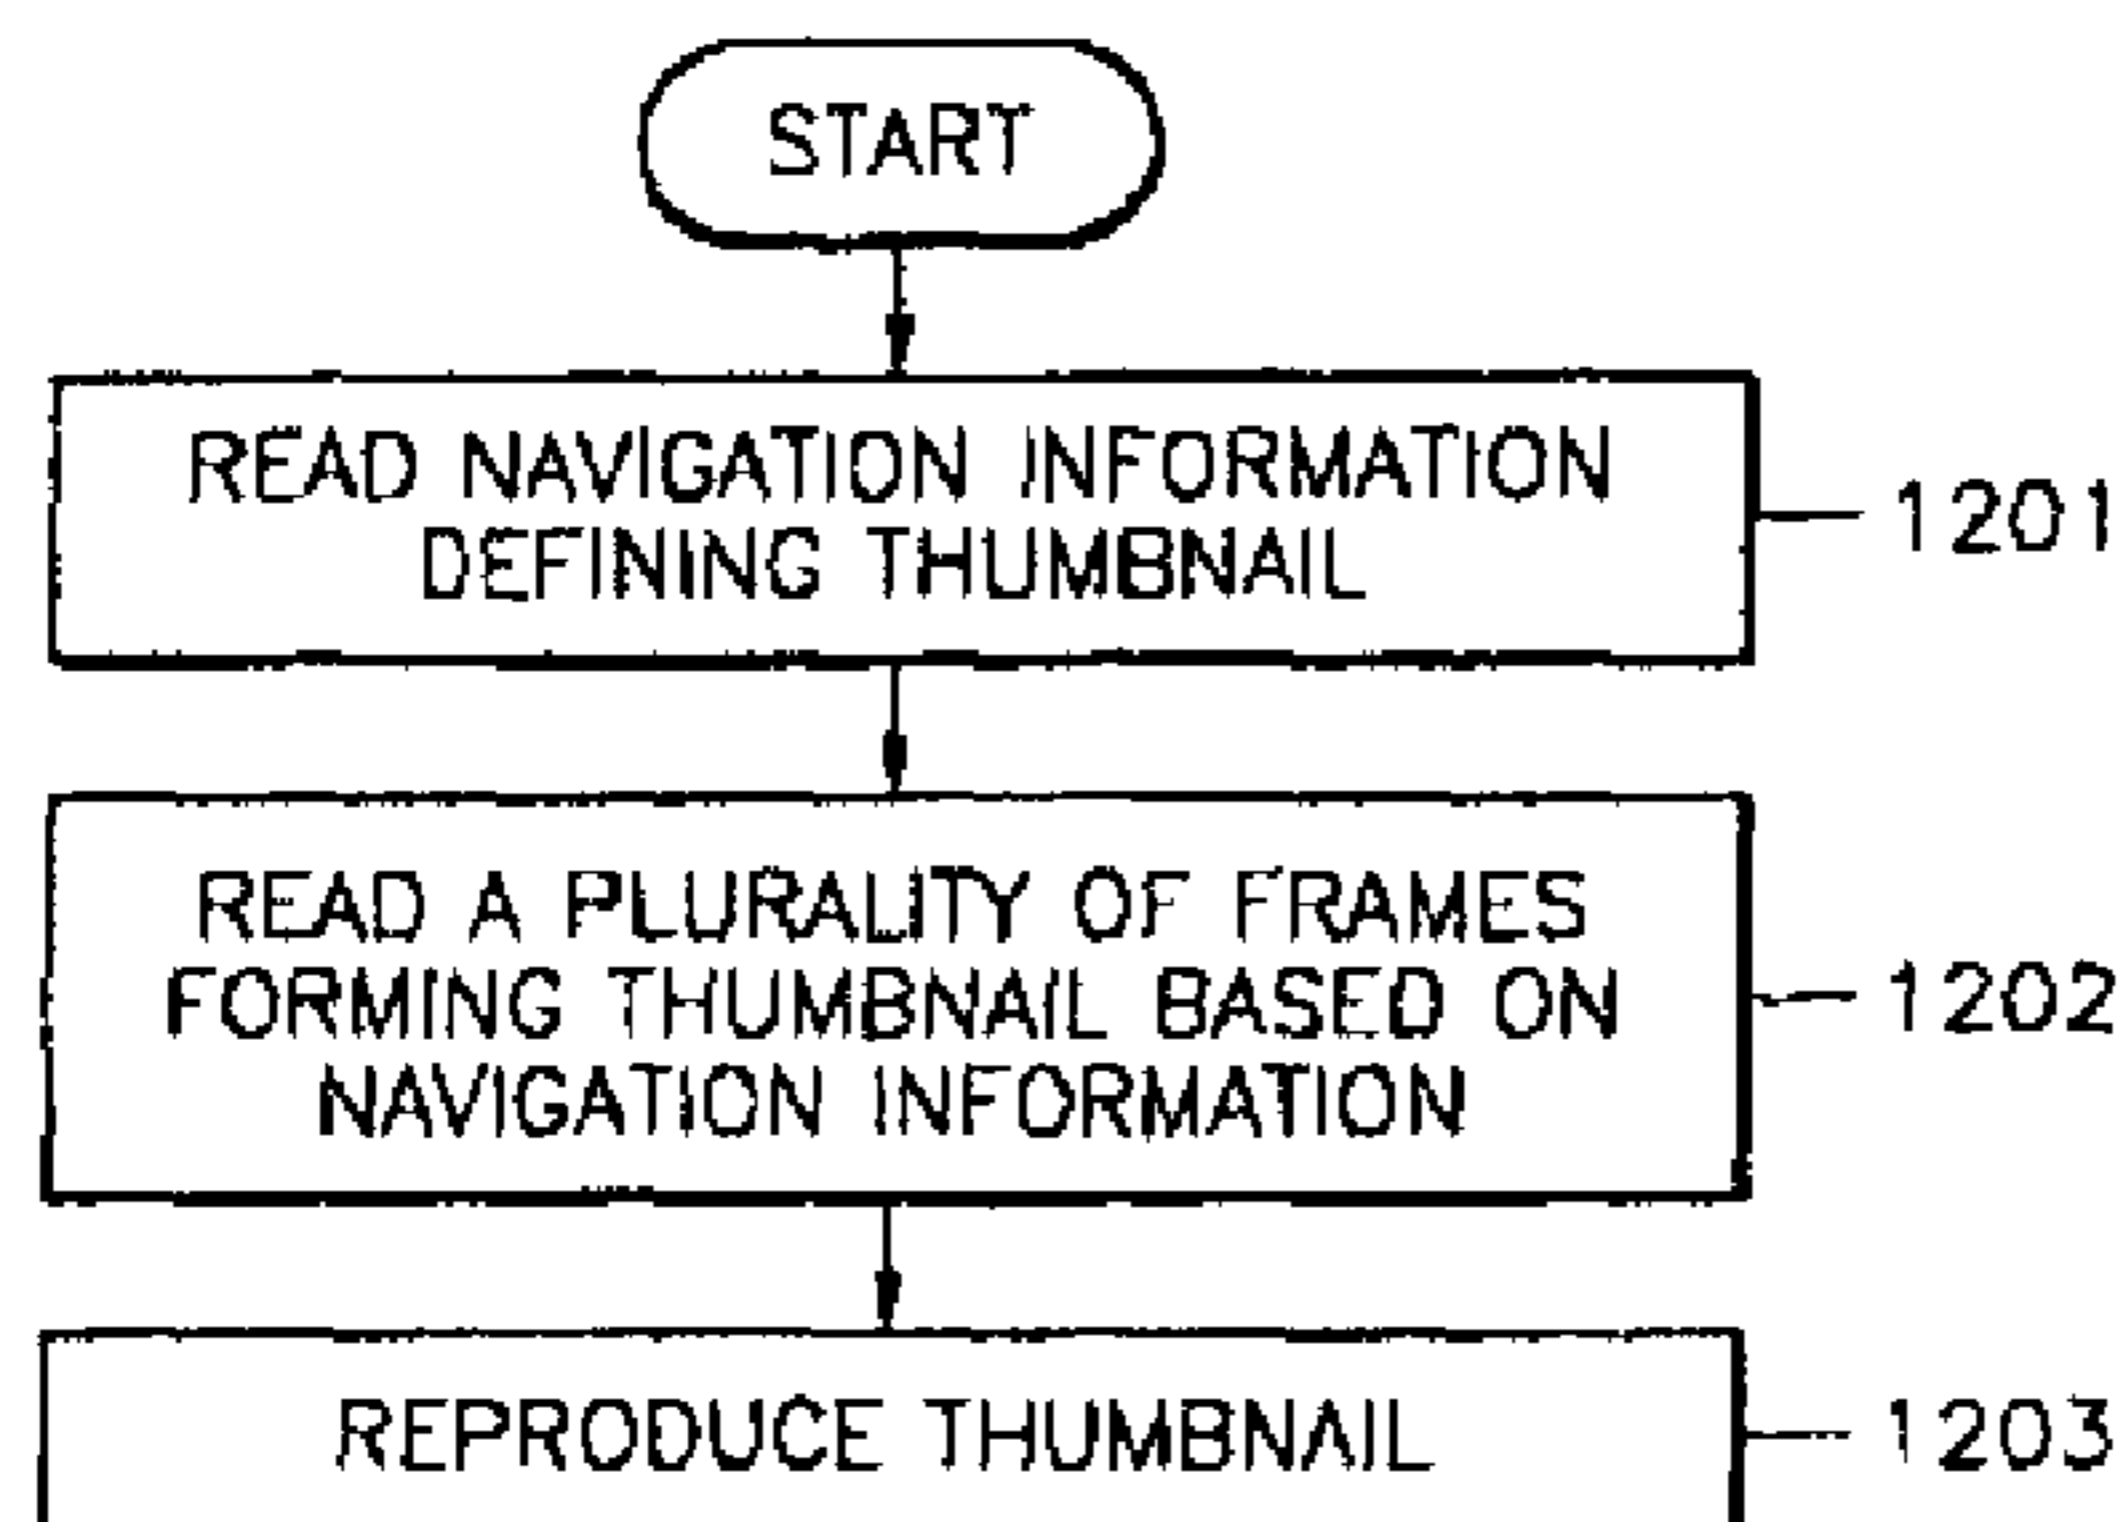 START
READ NAVIGATION INFORMATION
DEFINING THUMBNAIL
1201
READ A PLURALITY OF FRAMES
FORMING THUMBNAIL BASED ON
NAVIGATION INFORMATION
1202
REPRODUCE THUMBNAIL
1203